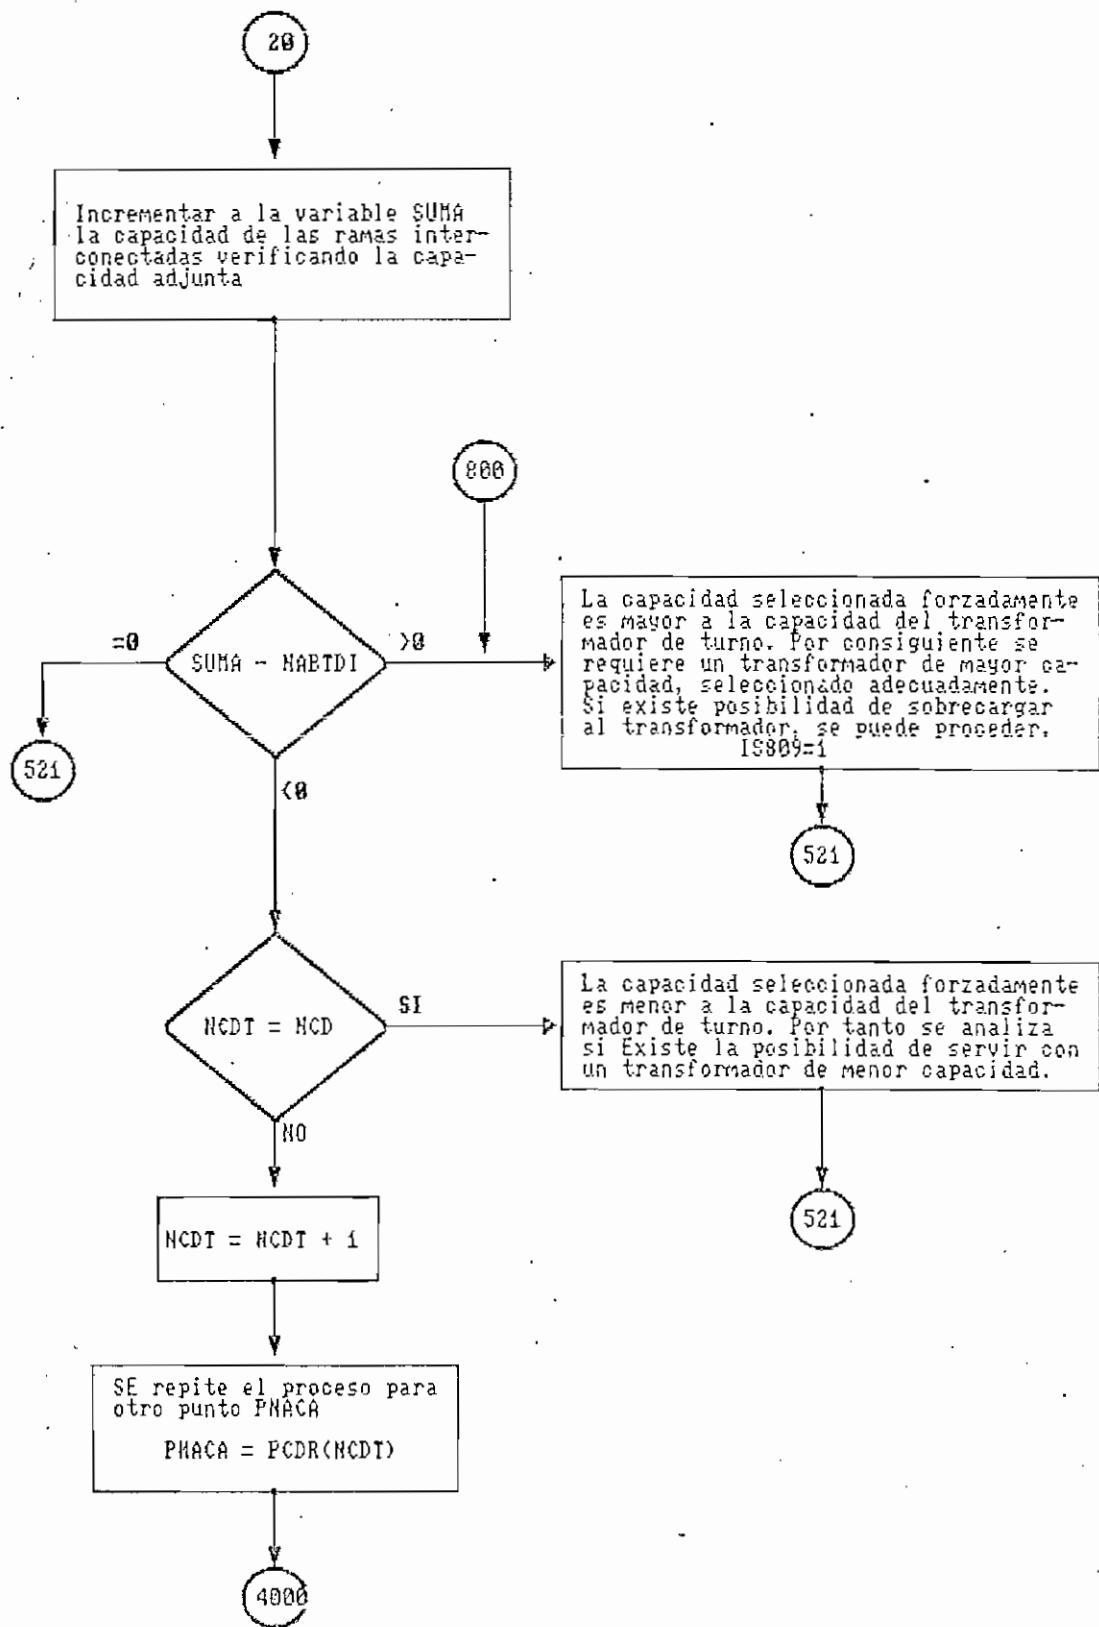 20
Incrementar a la variable SUMA
la capacidad de las ramas inter-
conectadas verificando la capa-
cidad adjunta
800
=0
SUMA - NABTDI
>0
La capacidad seleccionada forzadamente
es mayor a la capacidad del transfor-
mador de turno. Por consiguiente se
requiere un transformador de mayor ca-
pacidad, seleccionado adecuadamente.
Si existe posibilidad de sobrecargar
al transformador, se puede proceder.
IS809=1
521
<0
521
NCDT = NCD
SI
La capacidad seleccionada forzadamente
es menor a la capacidad del transfor-
mador de turno. Por tanto se analiza
si Existe la posibilidad de servir con
un transformador de menor capacidad.
NO
521
NCDT = NCDT + 1
SE repite el proceso para
otro punto PNACA
PNACA = PCDR(NCDT)
4000